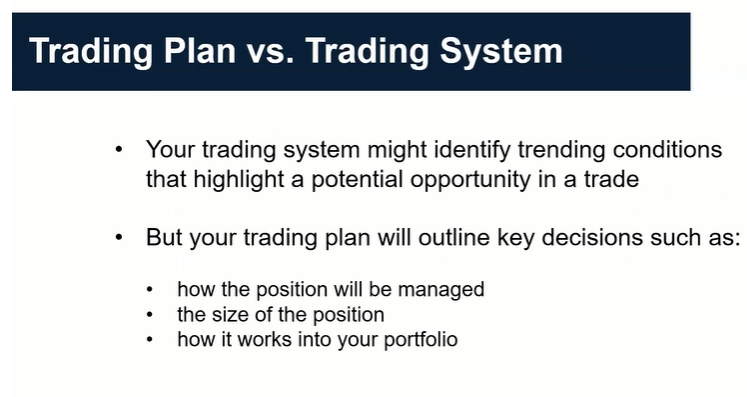 Trading Plan vs. Trading System
• Your trading system might identify trending conditions
that highlight a potential opportunity in a trade
• But your trading plan will outline key decisions such as:
• how the position will be managed
• the size of the position
• how it works into your portfolio